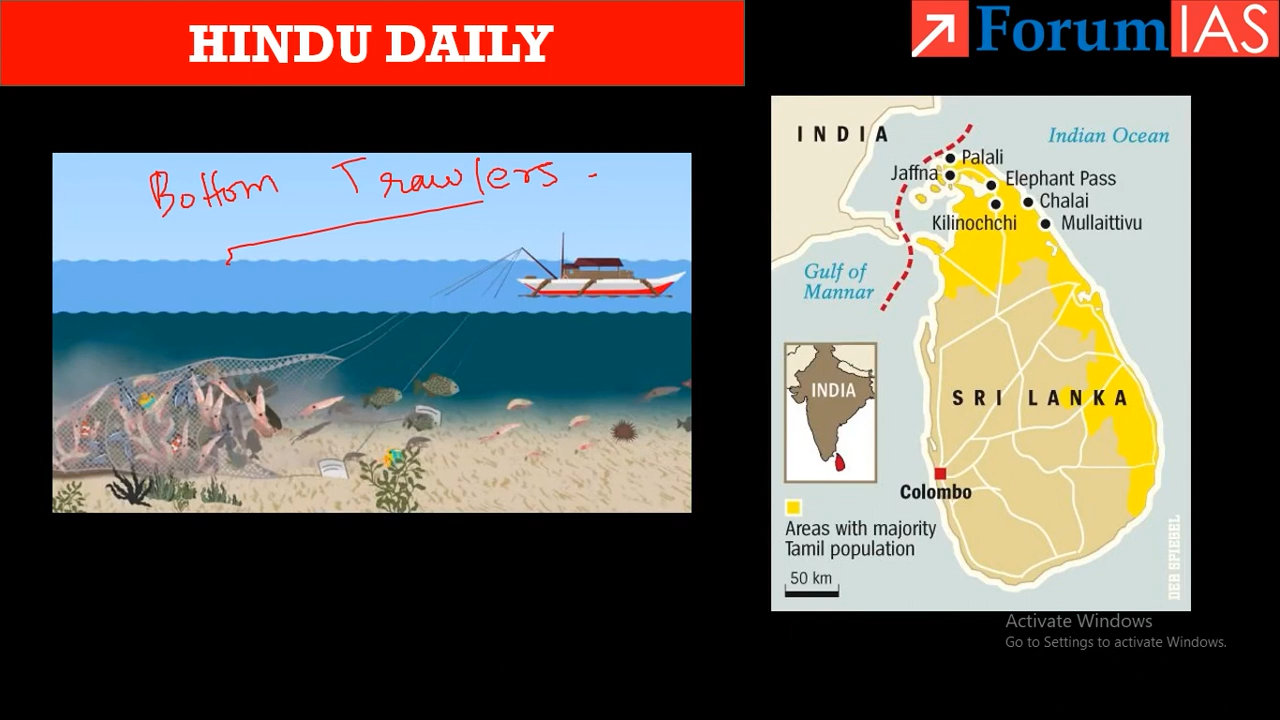 HINDU DAILY
ForumIAS
Bottom Trawlers.
INDIA
Indian Ocean
Palali
Jaffna
Elephant Pass
Chalai
Kilinochchi
Mullaittivu
Gulf of
Mannar
INDIA
SRI LANKA
Colombo
Areas with majority
Tamil population
50 km
DER SPIEGEL
Activate Windows
Go to Settings to activate Windows.